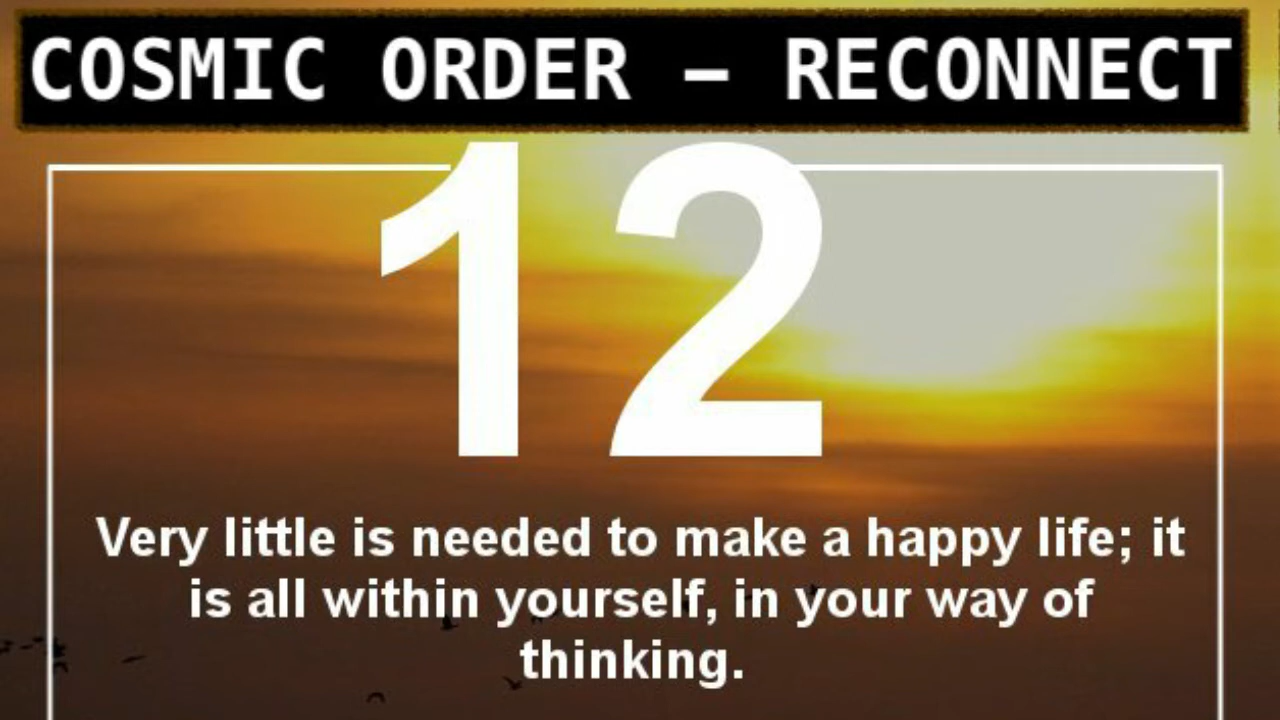 COSMIC ORDER – RECONNECT
12
Very little is needed to make a happy life; it
is all within yourself, in your way of
thinking.